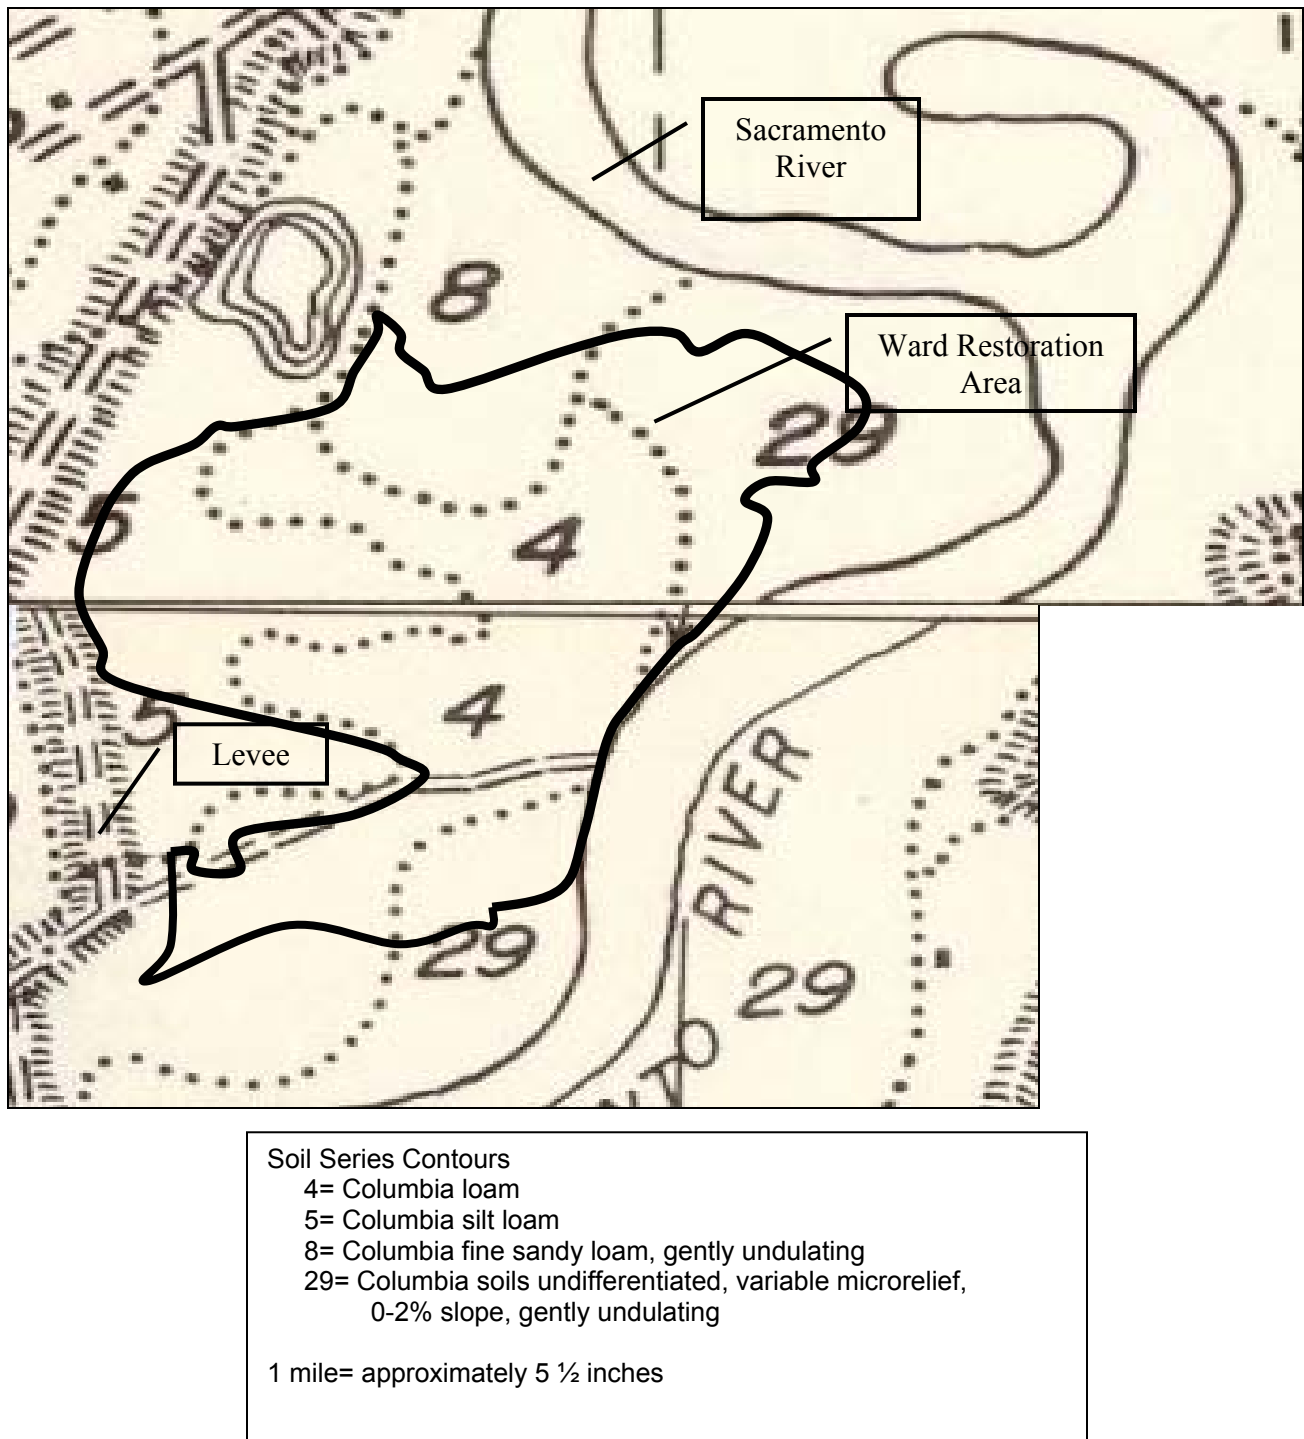 Sacramento
River
8
Ward Restoration
Area
29
5
4
4
5
Levee
RIVER
29
29
TO
Soil Series Contours
4= Columbia loam
5= Columbia silt loam
8= Columbia fine sandy loam, gently undulating
29= Columbia soils undifferentiated, variable microrelief,
0-2% slope, gently undulating
1 mile= approximately 5 ½ inches